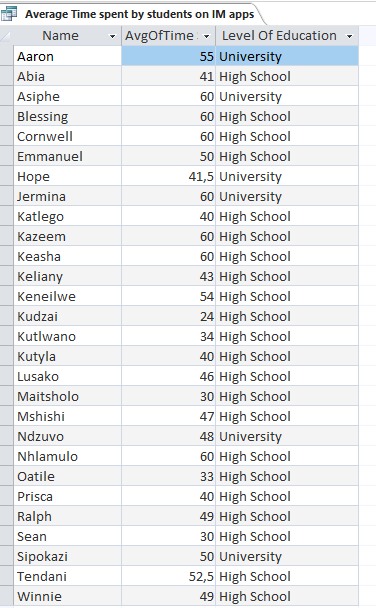 Average Time spent by students on IM apps
Name AvgOfTime Level Of Education
Aaron 55 University
Abia 41 High School
Asiphe 60 University
Blessing 60 High School
Cornwell 60 High School
Emmanuel 50 High School
Hope 41,5 University
Jermina 60 University
Katlego 40 High School
Kazeem 60 High School
Keasha 60 High School
Keliany 43 High School
Keneilwe 54 High School
Kudzai 24 High School
Kutlwano 34 High School
Kutyla 40 High School
Lusako 46 High School
Maitsholo 30 High School
Mshishi 47 High School
Ndzuvo 48 University
Nhlamulo 60 High School
Oatile 33 High School
Prisca 40 High School
Ralph 49 High School
Sean 30 High School
Sipokazi 50 University
Tendani 52,5 High School
Winnie 49 High School